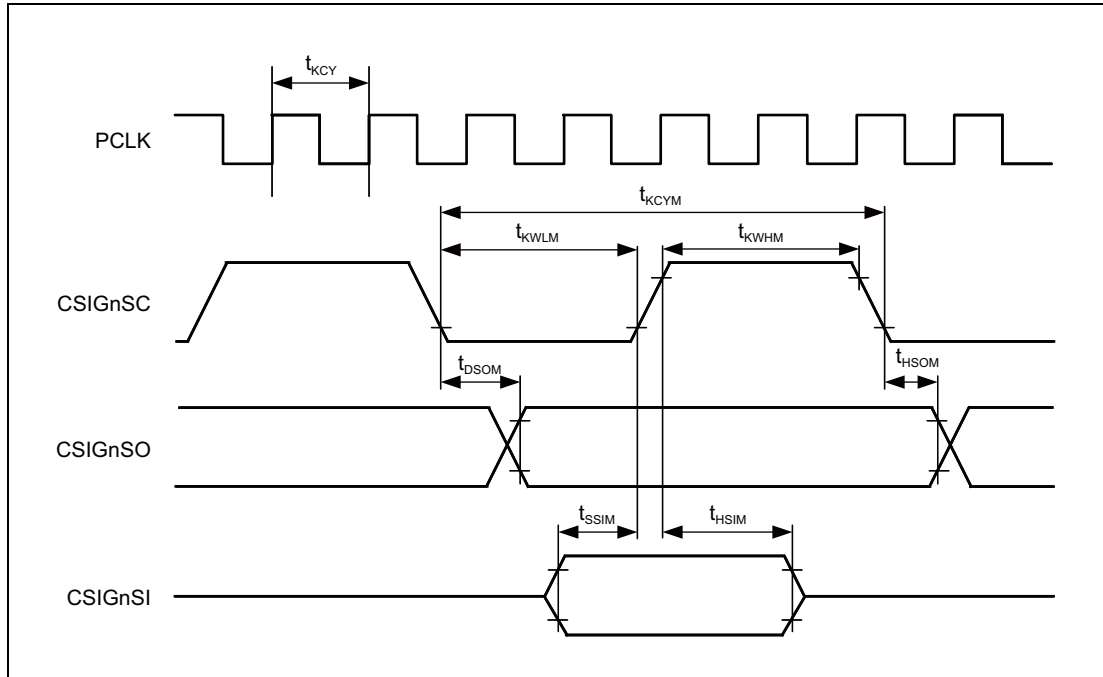 tKCY
PCLK
tKCYM
tKWLM
tKWHM
CSIGnSC
tDSOM
tHSOM
CSIGnSO
tSSIM
tHSIM
CSIGnSI